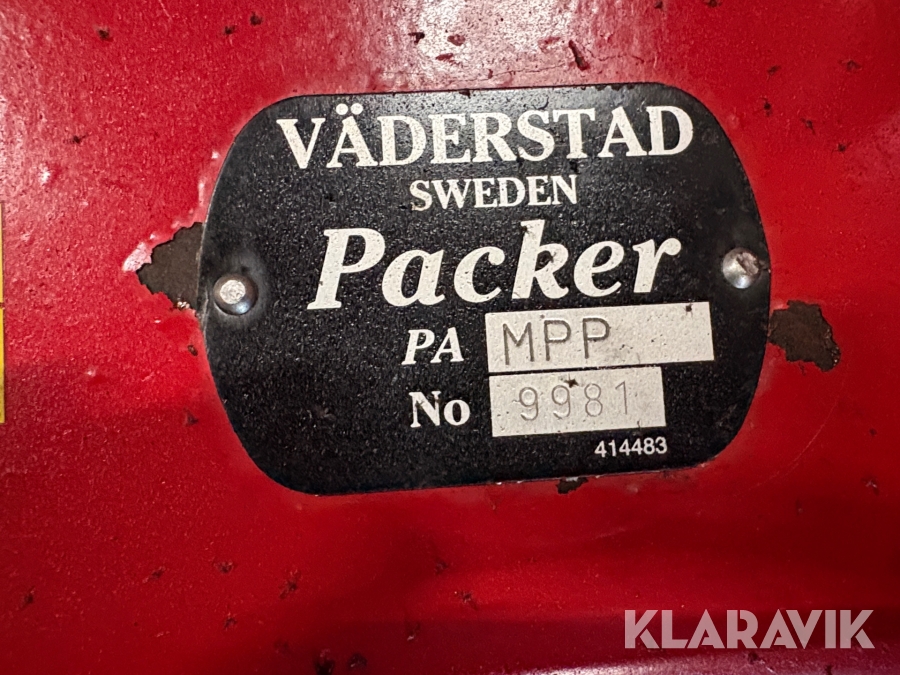 VÄDERSTAD
SWEDEN
Packer
PA MPP
No 9981
414483
KLARAVIK